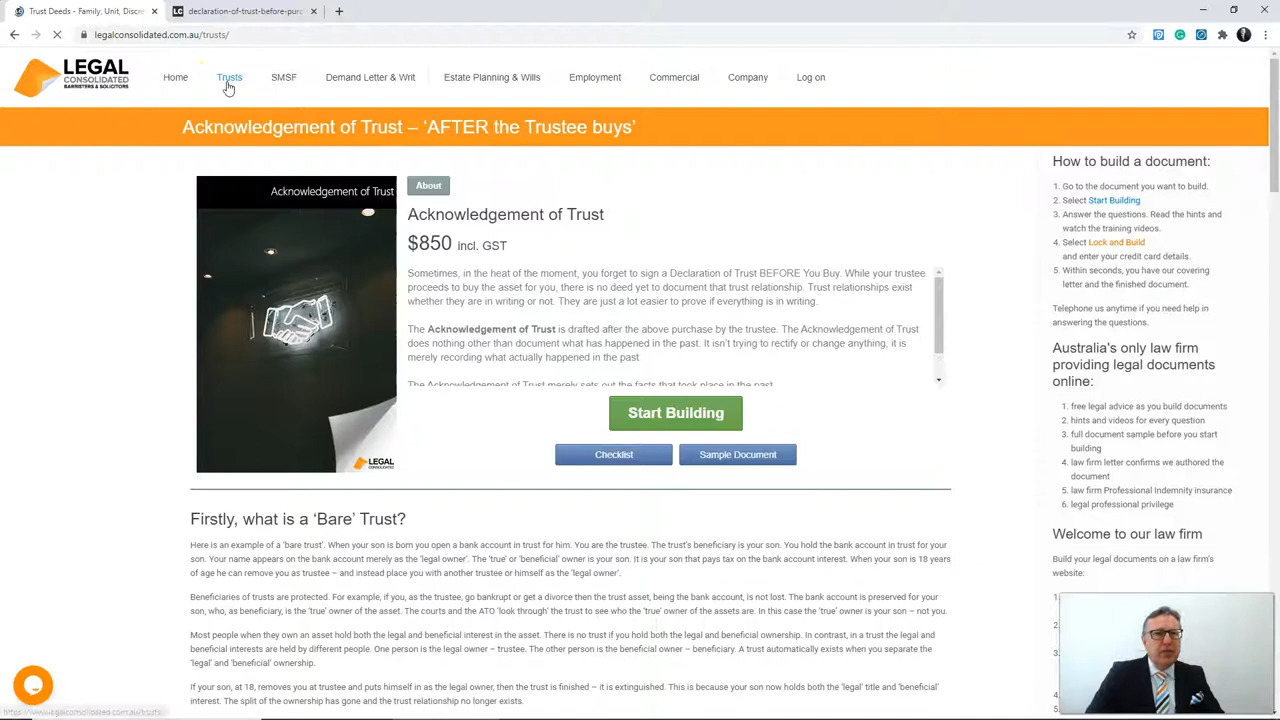 Trust Deeds - Family, Unit, Discre
declaration-of-trust-before-purc
legalconsolidated.com.au/trusts/
LEGAL
CONSOLIDATED
BARRISTERS & SOLICITORS
Home
Trusts
SMSF
Demand Letter & Writ
Estate Planning & Wills
Employment
Commercial
Company
Log on
Acknowledgement of Trust – ‘AFTER the Trustee buys’
Acknowledgement of Trust
LEGAL
CONSOLIDATED
About
Acknowledgement of Trust
$850 incl. GST
Sometimes, in the heat of the moment, you forget to sign a Declaration of Trust BEFORE You Buy. While your trustee
proceeds to buy the asset for you, there is no deed yet to document that trust relationship. Trust relationships exist
whether they are in writing or not. They are just a lot easier to prove if everything is in writing.
The Acknowledgement of Trust is drafted after the above purchase by the trustee. The Acknowledgement of Trust
does nothing other than document what has happened in the past. It isn't trying to rectify or change anything, it is
merely recording what actually happened in the past
The Acknowledgement of Trust merely sets out the facts that took place in the past
Start Building
Checklist
Sample Document
Firstly, what is a ‘Bare’ Trust?
Here is an example of a ‘bare trust’. When your son is born you open a bank account in trust for him. You are the trustee. The trust's beneficiary is your son. You hold the bank account in trust for your
son. Your name appears on the bank account merely as the ‘legal owner’. The ‘true’ or ‘beneficial’ owner is your son. It is your son that pays tax on the bank account interest. When your son is 18 years
of age he can remove you as trustee – and instead place you with another trustee or himself as the ‘legal owner’.
Beneficiaries of trusts are protected. For example, if you, as the trustee, go bankrupt or get a divorce then the trust asset, being the bank account, is not lost. The bank account is preserved for your
son, who, as beneficiary, is the ‘true’ owner of the asset. The courts and the ATO ‘look through’ the trust to see who the ‘true’ owner of the assets are. In this case the ‘true’ owner is your son – not you.
Most people when they own an asset hold both the legal and beneficial interest in the asset. There is no trust if you hold both the legal and beneficial ownership. In contrast, in a trust the legal and
beneficial interests are held by different people. One person is the legal owner – trustee. The other person is the beneficial owner – beneficiary. A trust automatically exists when you separate the
‘legal’ and ‘beneficial’ ownership.
If your son, at 18, removes you at trustee and puts himself in as the legal owner, then the trust is finished – it is extinguished. This is because your son now holds both the ‘legal’ title and ‘beneficial’
interest. The split of the ownership has gone and the trust relationship no longer exists.
How to build a document:
1. Go to the document you want to build.
2. Select Start Building
3. Answer the questions. Read the hints and
watch the training videos.
4. Select Lock and Build
and enter your credit card details.
5. Within seconds, you have our covering
letter and the finished document.
Telephone us anytime if you need help in
answering the questions.
Australia's only law firm
providing legal documents
online:
1. free legal advice as you build documents
2. hints and videos for every question
3. full document sample before you start
building
4. law firm letter confirms we authored the
document
5. law firm Professional Indemnity insurance
6. legal professional privilege
Welcome to our law firm
Build your legal documents on a law firm's
website: